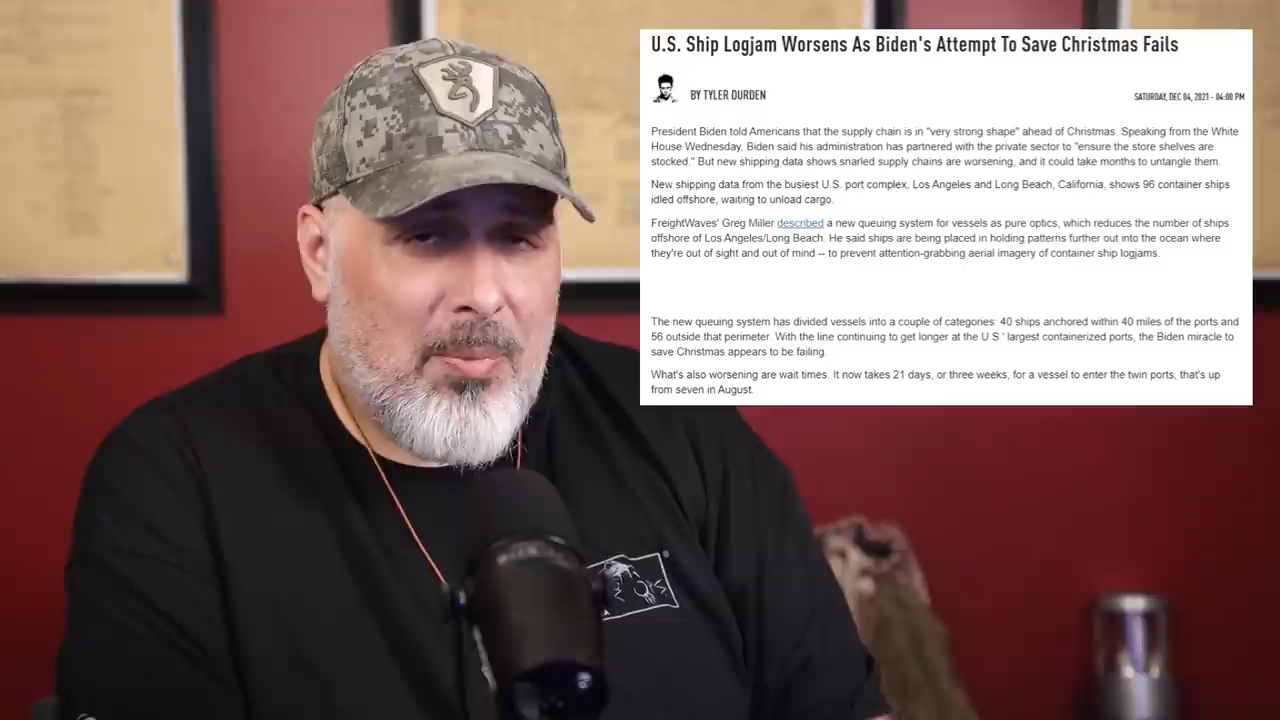 U.S. Ship Logjam Worsens As Biden's Attempt To Save Christmas Fails
BY TYLER DURDEN
SATURDAY, DEC 04, 2021 - 04:00 PM
President Biden told Americans that the supply chain is in "very strong shape" ahead of Christmas. Speaking from the White
House Wednesday, Biden said his administration has partnered with the private sector to "ensure the store shelves are
stocked." But new shipping data shows snarled supply chains are worsening, and it could take months to untangle them.
New shipping data from the busiest U.S. port complex, Los Angeles and Long Beach, California, shows 96 container ships
idled offshore, waiting to unload cargo.
FreightWaves' Greg Miller described a new queuing system for vessels as pure optics, which reduces the number of ships
offshore of Los Angeles/Long Beach. He said ships are being placed in holding patterns further out into the ocean where
they're out of sight and out of mind -- to prevent attention-grabbing aerial imagery of container ship logjams.
The new queuing system has divided vessels into a couple of categories: 40 ships anchored within 40 miles of the ports and
56 outside that perimeter. With the line continuing to get longer at the U S ' largest containerized ports, the Biden miracle to
save Christmas appears to be failing.
What's also worsening are wait times. It now takes 21 days, or three weeks, for a vessel to enter the twin ports, that's up
from seven in August.